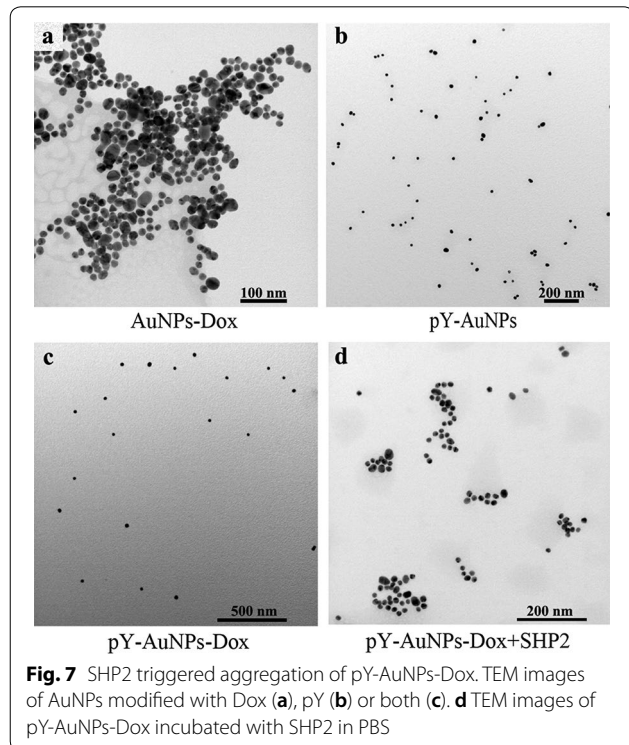 a
100 nm
AuNPs-Dox
b
200 nm
pY-AuNPs
c
500 nm
pY-AuNPs-Dox
d
200 nm
pY-AuNPs-Dox+SHP2
Fig. 7 SHP2 triggered aggregation of pY-AuNPs-Dox. TEM images
of AuNPs modified with Dox (a), pY (b) or both (c). d TEM images of
pY-AuNPs-Dox incubated with SHP2 in PBS